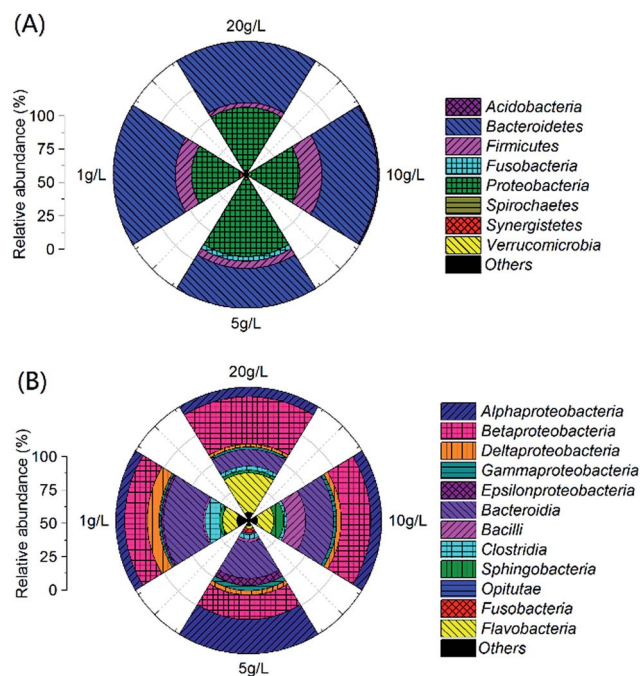 (A)
20g/L
Relative abundance (%)
100
75
50
25
0
1g/L
10g/L
5g/L
Acidobacteria
Bacteroidetes
Firmicutes
Fusobacteria
Proteobacteria
Spirochaetes
Synergistetes
Verrucomicrobia
Others
(B)
20g/L
Relative abundance (%)
100
75
50
25
0
1g/L
10g/L
5g/L
Alphaproteobacteria
Betaproteobacteria
Deltaproteobacteria
Gammaproteobacteria
Epsilonproteobacteria
Bacteroidia
Bacilli
Clostridia
Sphingobacteria
Opitutae
Fusobacteria
Flavobacteria
Others